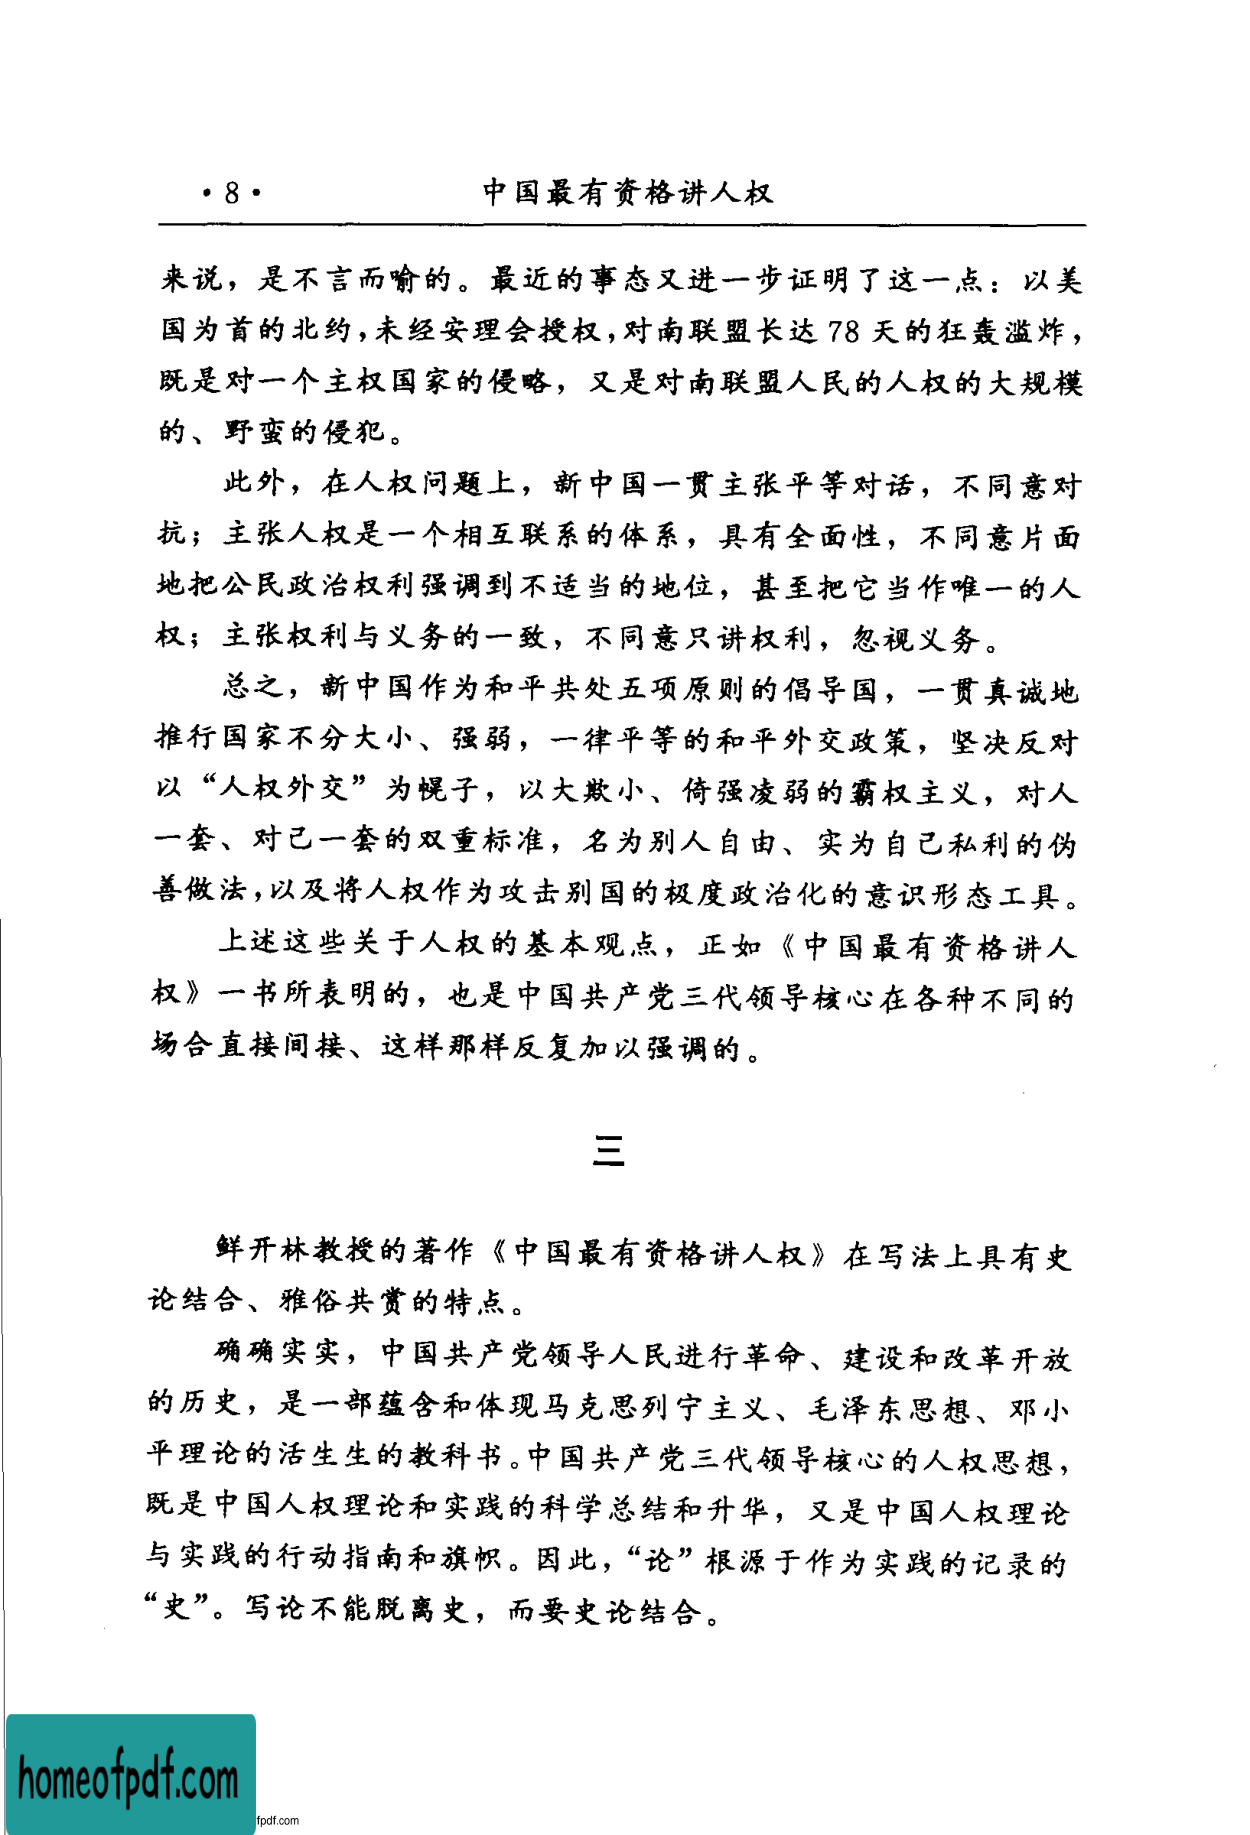 ·8· 中国最有资格讲人权
来说，是不言而喻的。最近的事态又进一步证明了这一点：以美
国为首的北约，未经安理会授权，对南联盟长达78天的狂轰滥炸，
既是对一个主权国家的侵略，又是对南联盟人民的人权的大规模
的、野蛮的侵犯。
此外，在人权问题上，新中国一贯主张平等对话，不同意对
抗；主张人权是一个相互联系的体系，具有全面性，不同意片面
地把公民政治权利强调到不适当的地位，甚至把它当作唯一的人
权；主张权利与义务的一致，不同意只讲权利，忽视义务。
总之，新中国作为和平共处五项原则的倡导国，一贯真诚地
推行国家不分大小、强弱，一律平等的和平外交政策，坚决反对
以“人权外交”为幌子，以大欺小、倚强凌弱的霸权主义，对人
一套、对己一套的双重标准，名为别人自由、实为自己私利的伪
善做法，以及将人权作为攻击别国的极度政治化的意识形态工具。
上述这些关于人权的基本观点，正如《中国最有资格讲人
权》一书所表明的，也是中国共产党三代领导核心在各种不同的
场合直接间接、这样那样反复加以强调的。
三
鲜开林教授的著作《中国最有资格讲人权》在写法上具有史
论结合、雅俗共赏的特点。
确确实实，中国共产党领导人民进行革命、建设和改革开放
的历史，是一部蕴含和体现马克思列宁主义、毛泽东思想、邓小
平理论的活生生的教科书。中国共产党三代领导核心的人权思想，
既是中国人权理论和实践的科学总结和升华，又是中国人权理论
与实践的行动指南和旗帜。因此，“论”根源于作为实践的记录的
“史”。写论不能脱离史，而要史论结合。
homeofpdf.com
fpdf.com